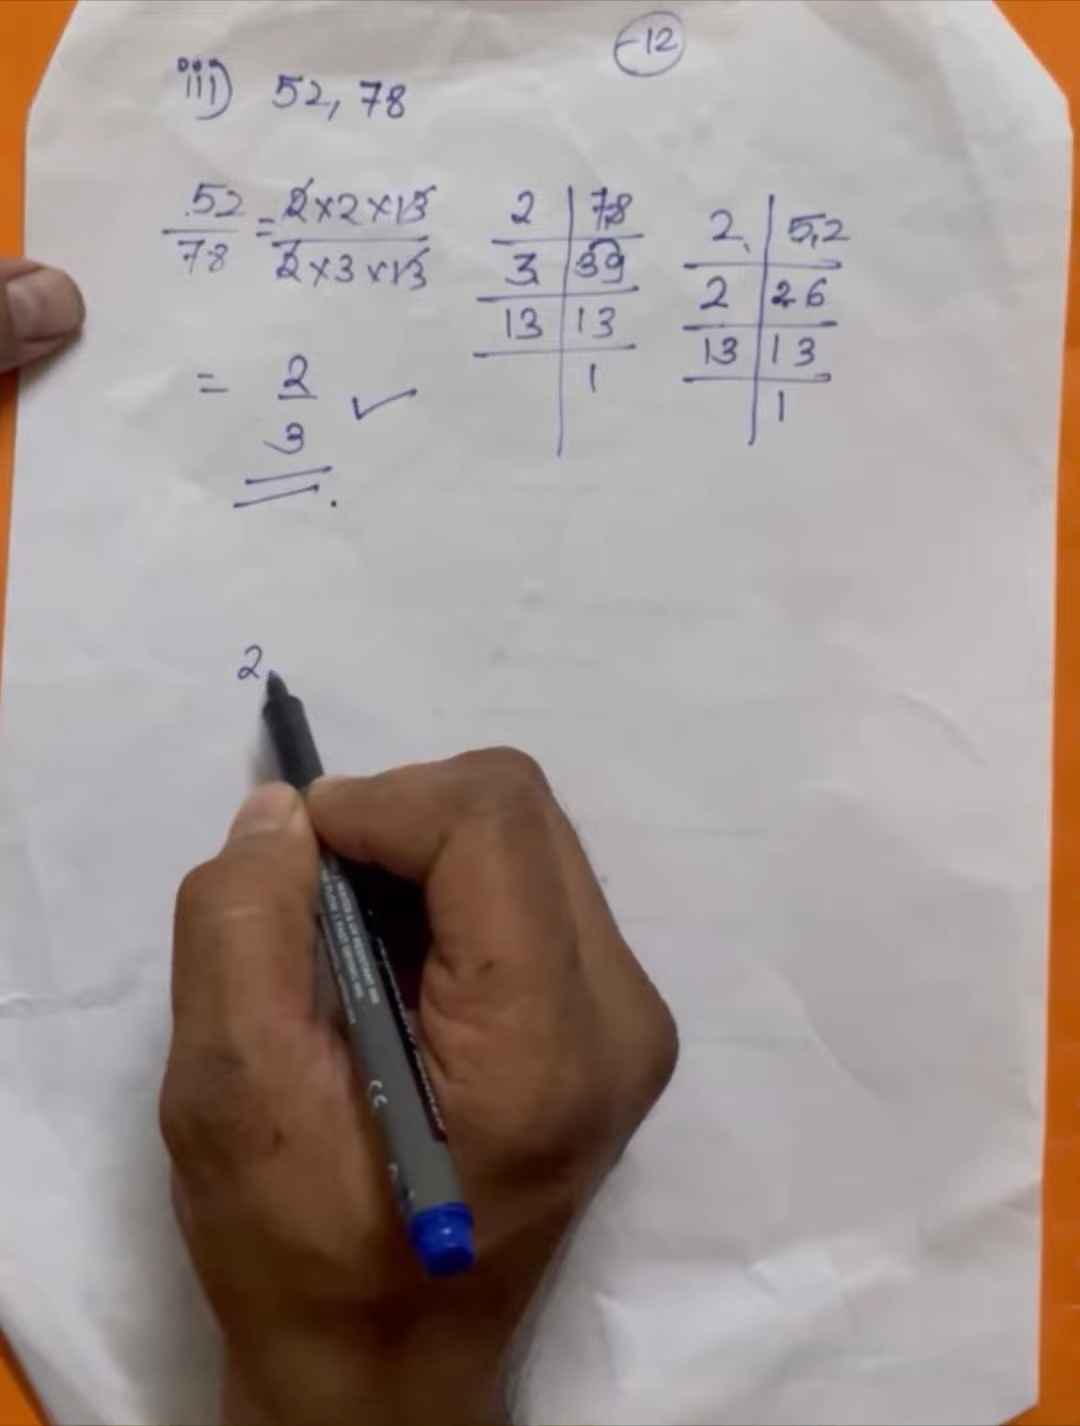 -12
iii) 52, 78
52/78 = 2×2×13/2×3×13
2 | 78
3 | 39
13 | 13
1
2 | 52
2 | 26
13 | 13
1
= 2/3 ✓
2